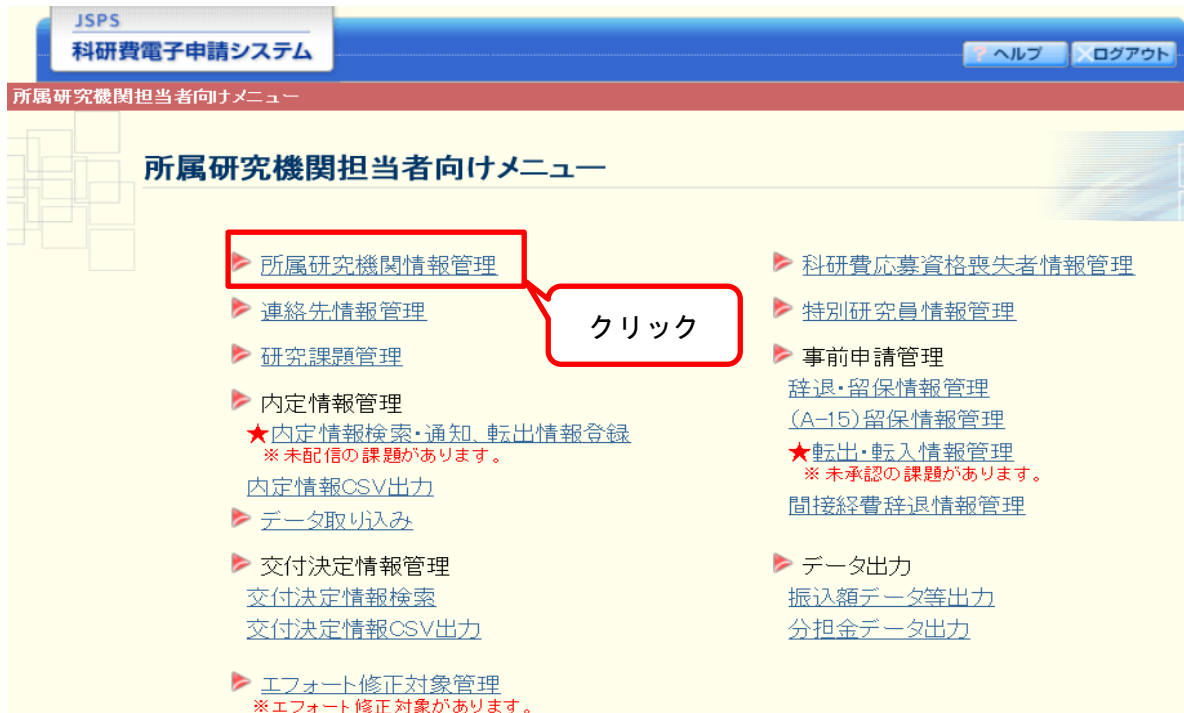 JSPS
科研費電子申請システム
? ヘルプ
×ログアウト
所属研究機関担当者向けメニュー
所属研究機関担当者向けメニュー
所属研究機関情報管理
連絡先情報管理
研究課題管理
内定情報管理
★内定情報検索・通知、転出情報登録
※未配信の課題があります。
内定情報CSV出力
データ取り込み
交付決定情報管理
交付決定情報検索
交付決定情報CSV出力
エフォート修正対象管理
※エフォート修正対象があります。
クリック
科研費応募資格喪失者情報管理
特別研究員情報管理
事前申請管理
辞退・留保情報管理
(A-15)留保情報管理
★転出・転入情報管理
※未承認の課題があります。
間接経費辞退情報管理
データ出力
振込額データ等出力
分担金データ出力